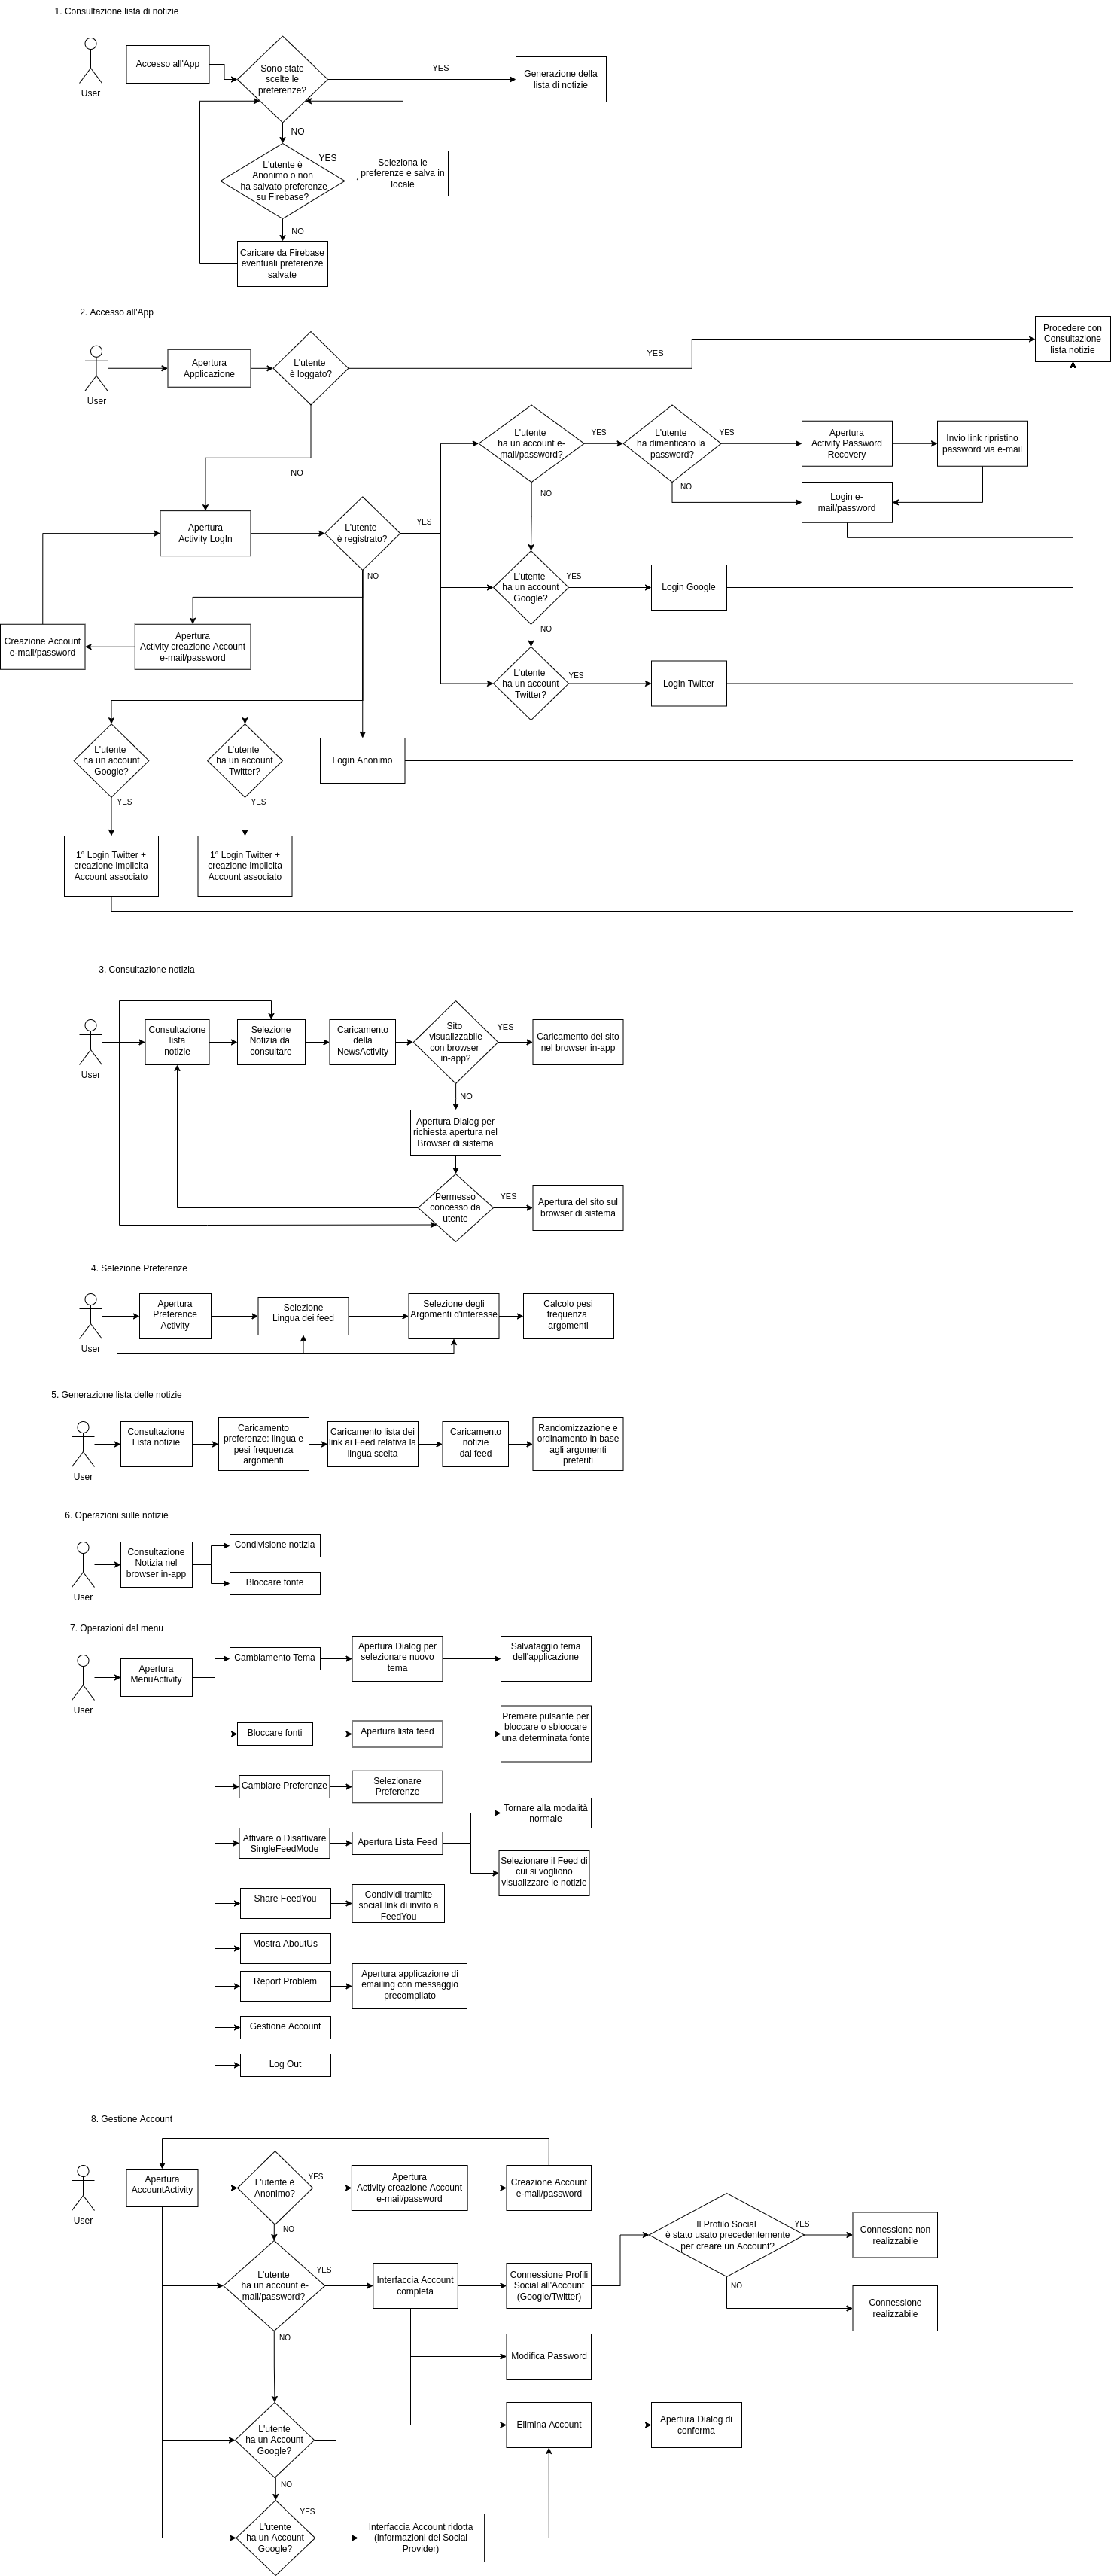 1. Consultazione lista di notizie
User
Accesso all'App
Sono state
scelte le
preferenze?
YES
Generazione della
lista di notizie
NO
L'utente è
Anonimo o non
ha salvato preferenze
su Firebase?
YES
Seleziona le
preferenze e salva in
locale
NO
Caricare da Firebase
eventuali preferenze
salvate
2. Accesso all'App
User
Apertura
Applicazione
L'utente
è loggato?
YES
Procedere con
Consultazione
lista notizie
NO
Apertura
Activity LogIn
L'utente
è registrato?
YES
NO
L'utente
ha un account e-
mail/password?
YES
NO
L'utente
ha dimenticato la
password?
YES
NO
Apertura
Activity Password
Recovery
Invio link ripristino
password via e-mail
Login e-
mail/password
L'utente
ha un account
Google?
YES
NO
Login Google
L'utente
ha un account
Twitter?
YES
Login Twitter
Creazione Account
e-mail/password
Apertura
Activity creazione Account
e-mail/password
L'utente
ha un account
Google?
YES
L'utente
ha un account
Twitter?
YES
Login Anonimo
1° Login Twitter +
creazione implicita
Account associato
1° Login Twitter +
creazione implicita
Account associato
3. Consultazione notizia
User
Consultazione
lista
notizie
Selezione
Notizia da
consultare
Caricamento
della
NewsActivity
Sito
visualizzabile
con browser
in-app?
YES
Caricamento del sito
nel browser in-app
NO
Apertura Dialog per
richiesta apertura nel
Browser di sistema
Permesso
concesso da
utente
YES
Apertura del sito sul
browser di sistema
4. Selezione Preferenze
User
Apertura
Preference
Activity
Selezione
Lingua dei feed
Selezione degli
Argomenti d'interesse
Calcolo pesi
frequenza
argomenti
5. Generazione lista delle notizie
User
Consultazione
Lista notizie
Caricamento
preferenze: lingua e
pesi frequenza
argomenti
Caricamento lista dei
link ai Feed relativa la
lingua scelta
Caricamento
notizie
dai feed
Randomizzazione e
ordinamento in base
agli argomenti
preferiti
6. Operazioni sulle notizie
User
Consultazione
Notizia nel
browser in-app
Condivisione notizia
Bloccare fonte
7. Operazioni dal menu
User
Apertura
MenuActivity
Cambiamento Tema
Apertura Dialog per
selezionare nuovo
tema
Salvataggio tema
dell'applicazione
Bloccare fonti
Apertura lista feed
Premere pulsante per
bloccare o sbloccare
una determinata fonte
Cambiare Preferenze
Selezionare
Preferenze
Attivare o Disattivare
SingleFeedMode
Apertura Lista Feed
Tornare alla modalità
normale
Selezionare il Feed di
cui si vogliono
visualizzare le notizie
Share FeedYou
Condividi tramite
social link di invito a
FeedYou
Mostra AboutUs
Report Problem
Apertura applicazione di
emailing con messaggio
precompilato
Gestione Account
Log Out
8. Gestione Account
User
Apertura
AccountActivity
L'utente è
Anonimo?
YES
NO
Apertura
Activity creazione Account
e-mail/password
Creazione Account
e-mail/password
L'utente
ha un account e-
mail/password?
YES
NO
Interfaccia Account
completa
Connessione Profili
Social all'Account
(Google/Twitter)
Il Profilo Social
è stato usato precedentemente
per creare un Account?
YES
NO
Connessione non
realizzabile
Connessione
realizzabile
Modifica Password
Elimina Account
Apertura Dialog di
conferma
L'utente
ha un Account
Google?
NO
L'utente
ha un Account
Google?
YES
Interfaccia Account ridotta
(informazioni del Social
Provider)